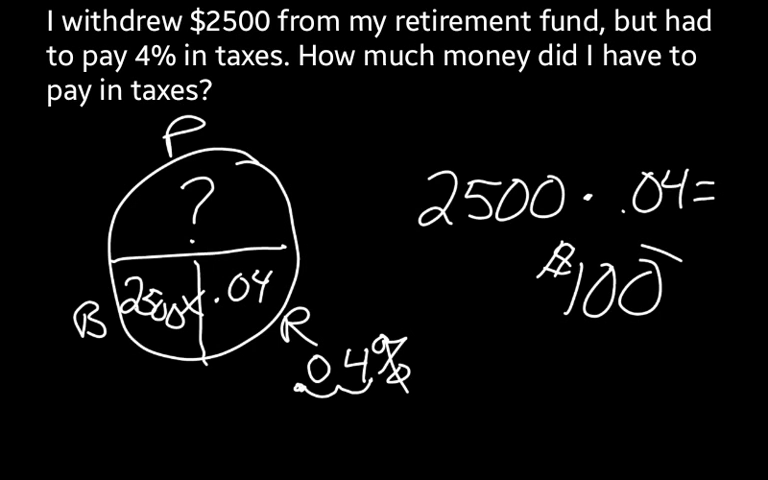 I withdrew $2500 from my retirement fund, but had
to pay 4% in taxes. How much money did I have to
pay in taxes?
P
?
2500 × .04
B
R
04%
2500 · .04=
$100